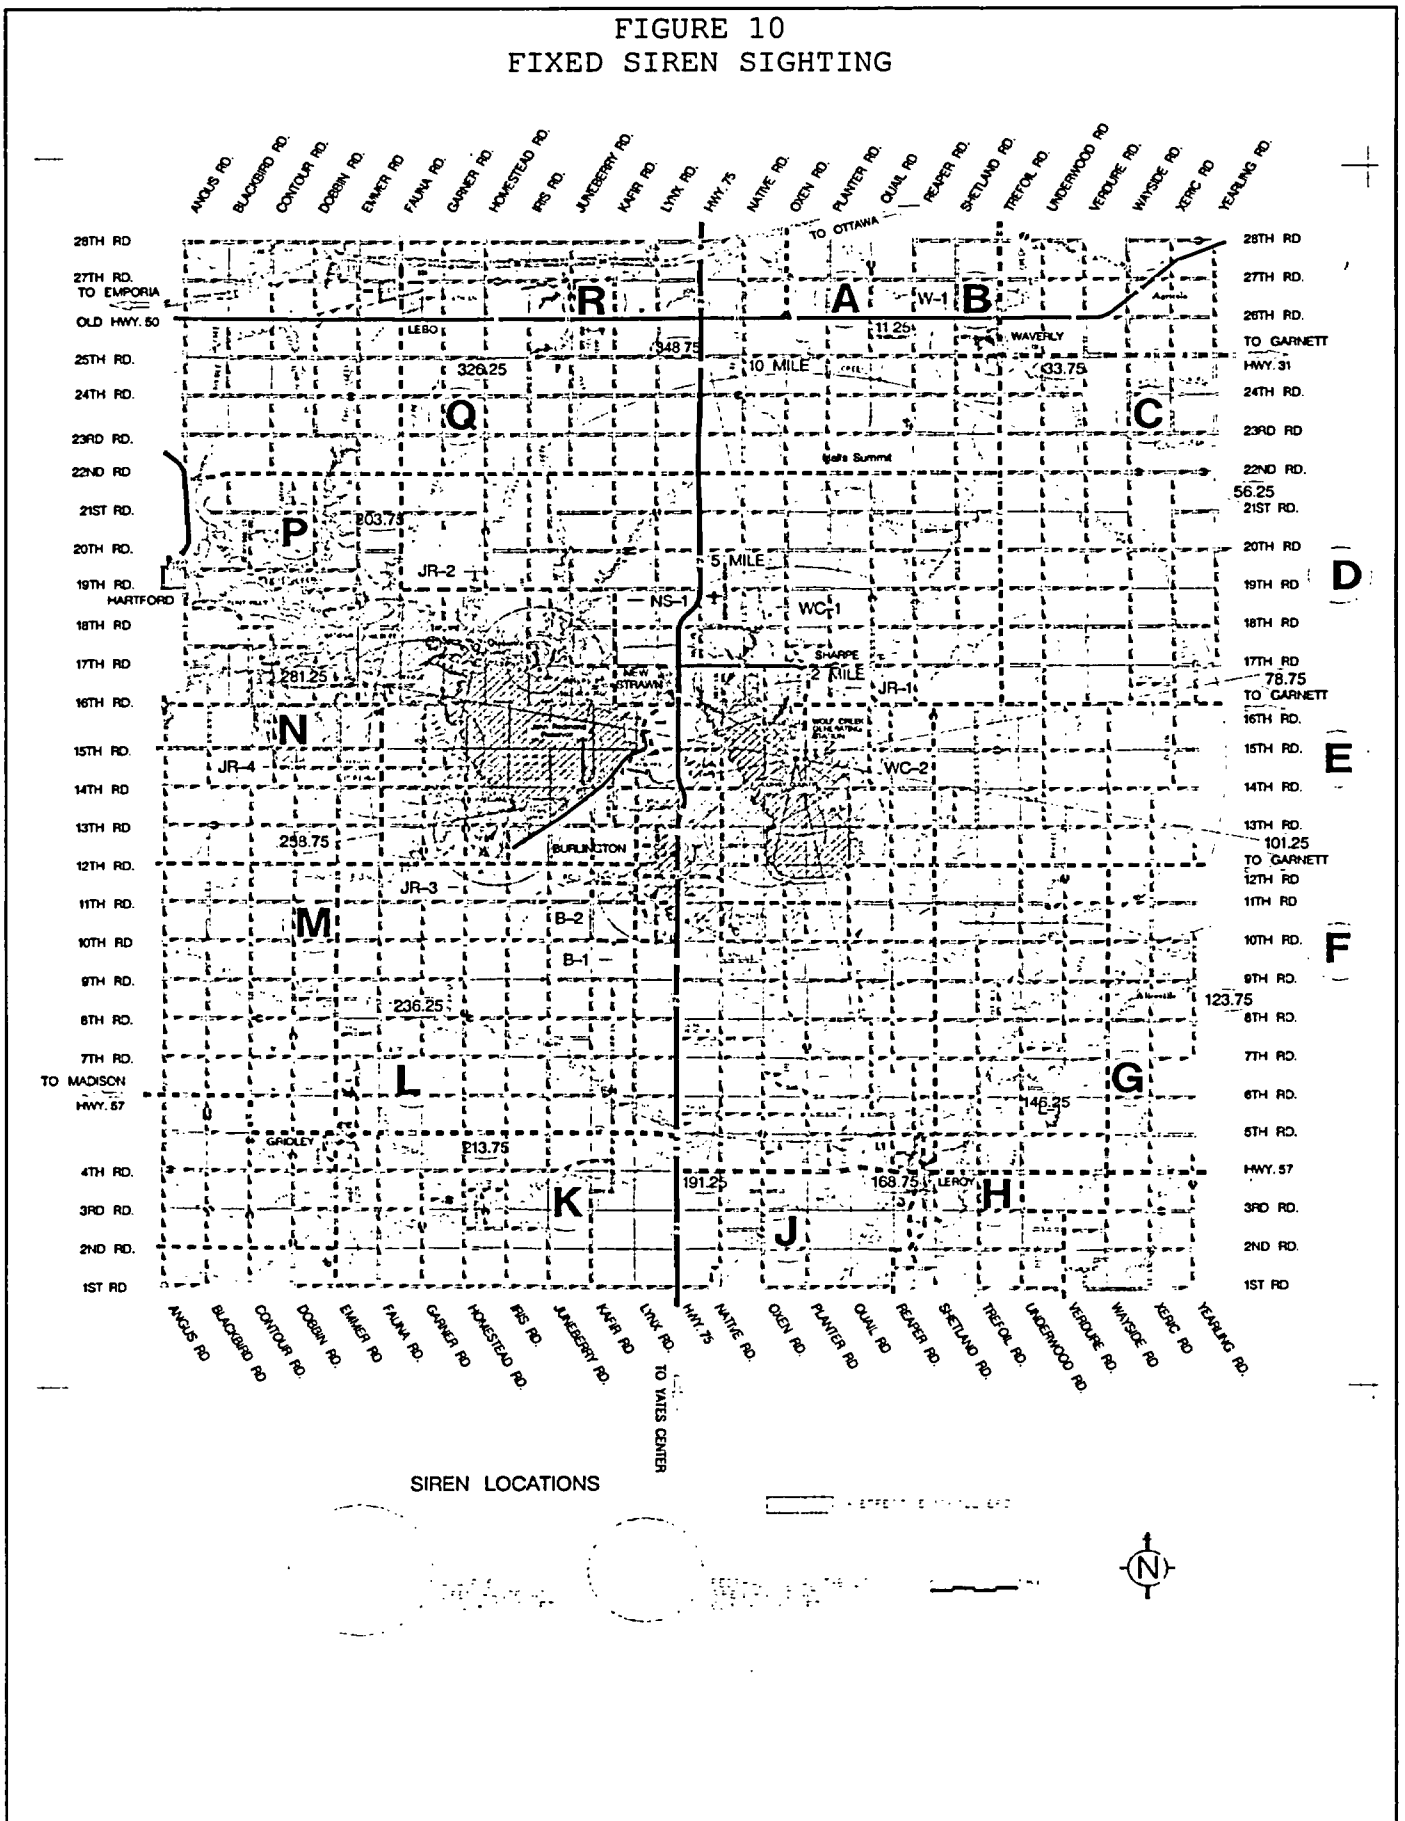 FIGURE 10
FIXED SIREN SIGHTING
ANGUS RD.
BLACKBIRD RD.
CONTOUR RD.
DOBBIN RD.
EMMER RD
FAUNA RD.
GARNER RD.
HOMESTEAD RD.
IRIS RD.
JUNEBERRY RD.
KAFIR RD.
LYNX RD.
HWY. 75
NATIVE RD.
OXEN RD.
PLANTER RD.
QUAIL RD
REAPER RD.
SHETLAND RD.
TREFOIL RD.
UNDERWOOD RD
VERDURE RD.
WAYSIDE RD.
XERIC RD
YEARLING RD.
TO OTTAWA
28TH RD
28TH RD
27TH RD.
27TH RD.
TO EMPORIA
R
A
W-1
B
OLD HWY. 50
26TH RD.
LEBO
11.25
WAVERLY
TO GARNETT
348.75
25TH RD.
326.25
10 MILE
33.75
HWY. 31
24TH RD.
24TH RD.
Q
C
23RD RD.
23RD RD
Halls Summit
22ND RD
22ND RD.
56.25
21ST RD.
21ST RD.
P
303.75
20TH RD.
20TH RD
5 MILE
JR-2
19TH RD.
19TH RD
D
HARTFORD
NS-1
WC-1
18TH RD
18TH RD
SHARPE
17TH RD
17TH RD
281.25
NEW
STRAWN
2 MILE
JR-1
78.75
TO GARNETT
16TH RD.
16TH RD.
N
WOLF CREEK
GENERATING
STATION
15TH RD.
15TH RD.
E
JR-4
WC-2
14TH RD
14TH RD.
13TH RD
13TH RD.
258.75
BURLINGTON
101.25
TO GARNETT
12TH RD.
12TH RD
JR-3
11TH RD.
11TH RD
M
B-2
10TH RD
10TH RD.
F
B-1
9TH RD.
9TH RD.
236.25
123.75
8TH RD.
8TH RD.
7TH RD.
7TH RD.
TO MADISON
L
G
6TH RD.
HWY. 57
146.25
5TH RD.
GRIDLEY
213.75
4TH RD.
HWY. 57
191.25
168.75
LEROY
H
K
3RD RD.
3RD RD.
J
2ND RD.
2ND RD.
1ST RD
1ST RD
ANGUS RD
BLACKBIRD RD
CONTOUR RD.
DOBBIN RD.
EMMER RD
FAUNA RD.
GARNER RD
HOMESTEAD RD.
IRIS RD.
JUNEBERRY RD.
KAFIR RD
LYNX RD.
HWY. 75
NATIVE RD.
OXEN RD.
PLANTER RD
QUAIL RD
REAPER RD.
SHETLAND RD.
TREFOIL RD.
UNDERWOOD RD.
VERDURE RD.
WAYSIDE RD
XERIC RD
YEARLING RD.
TO YATES CENTER
SIREN LOCATIONS
N